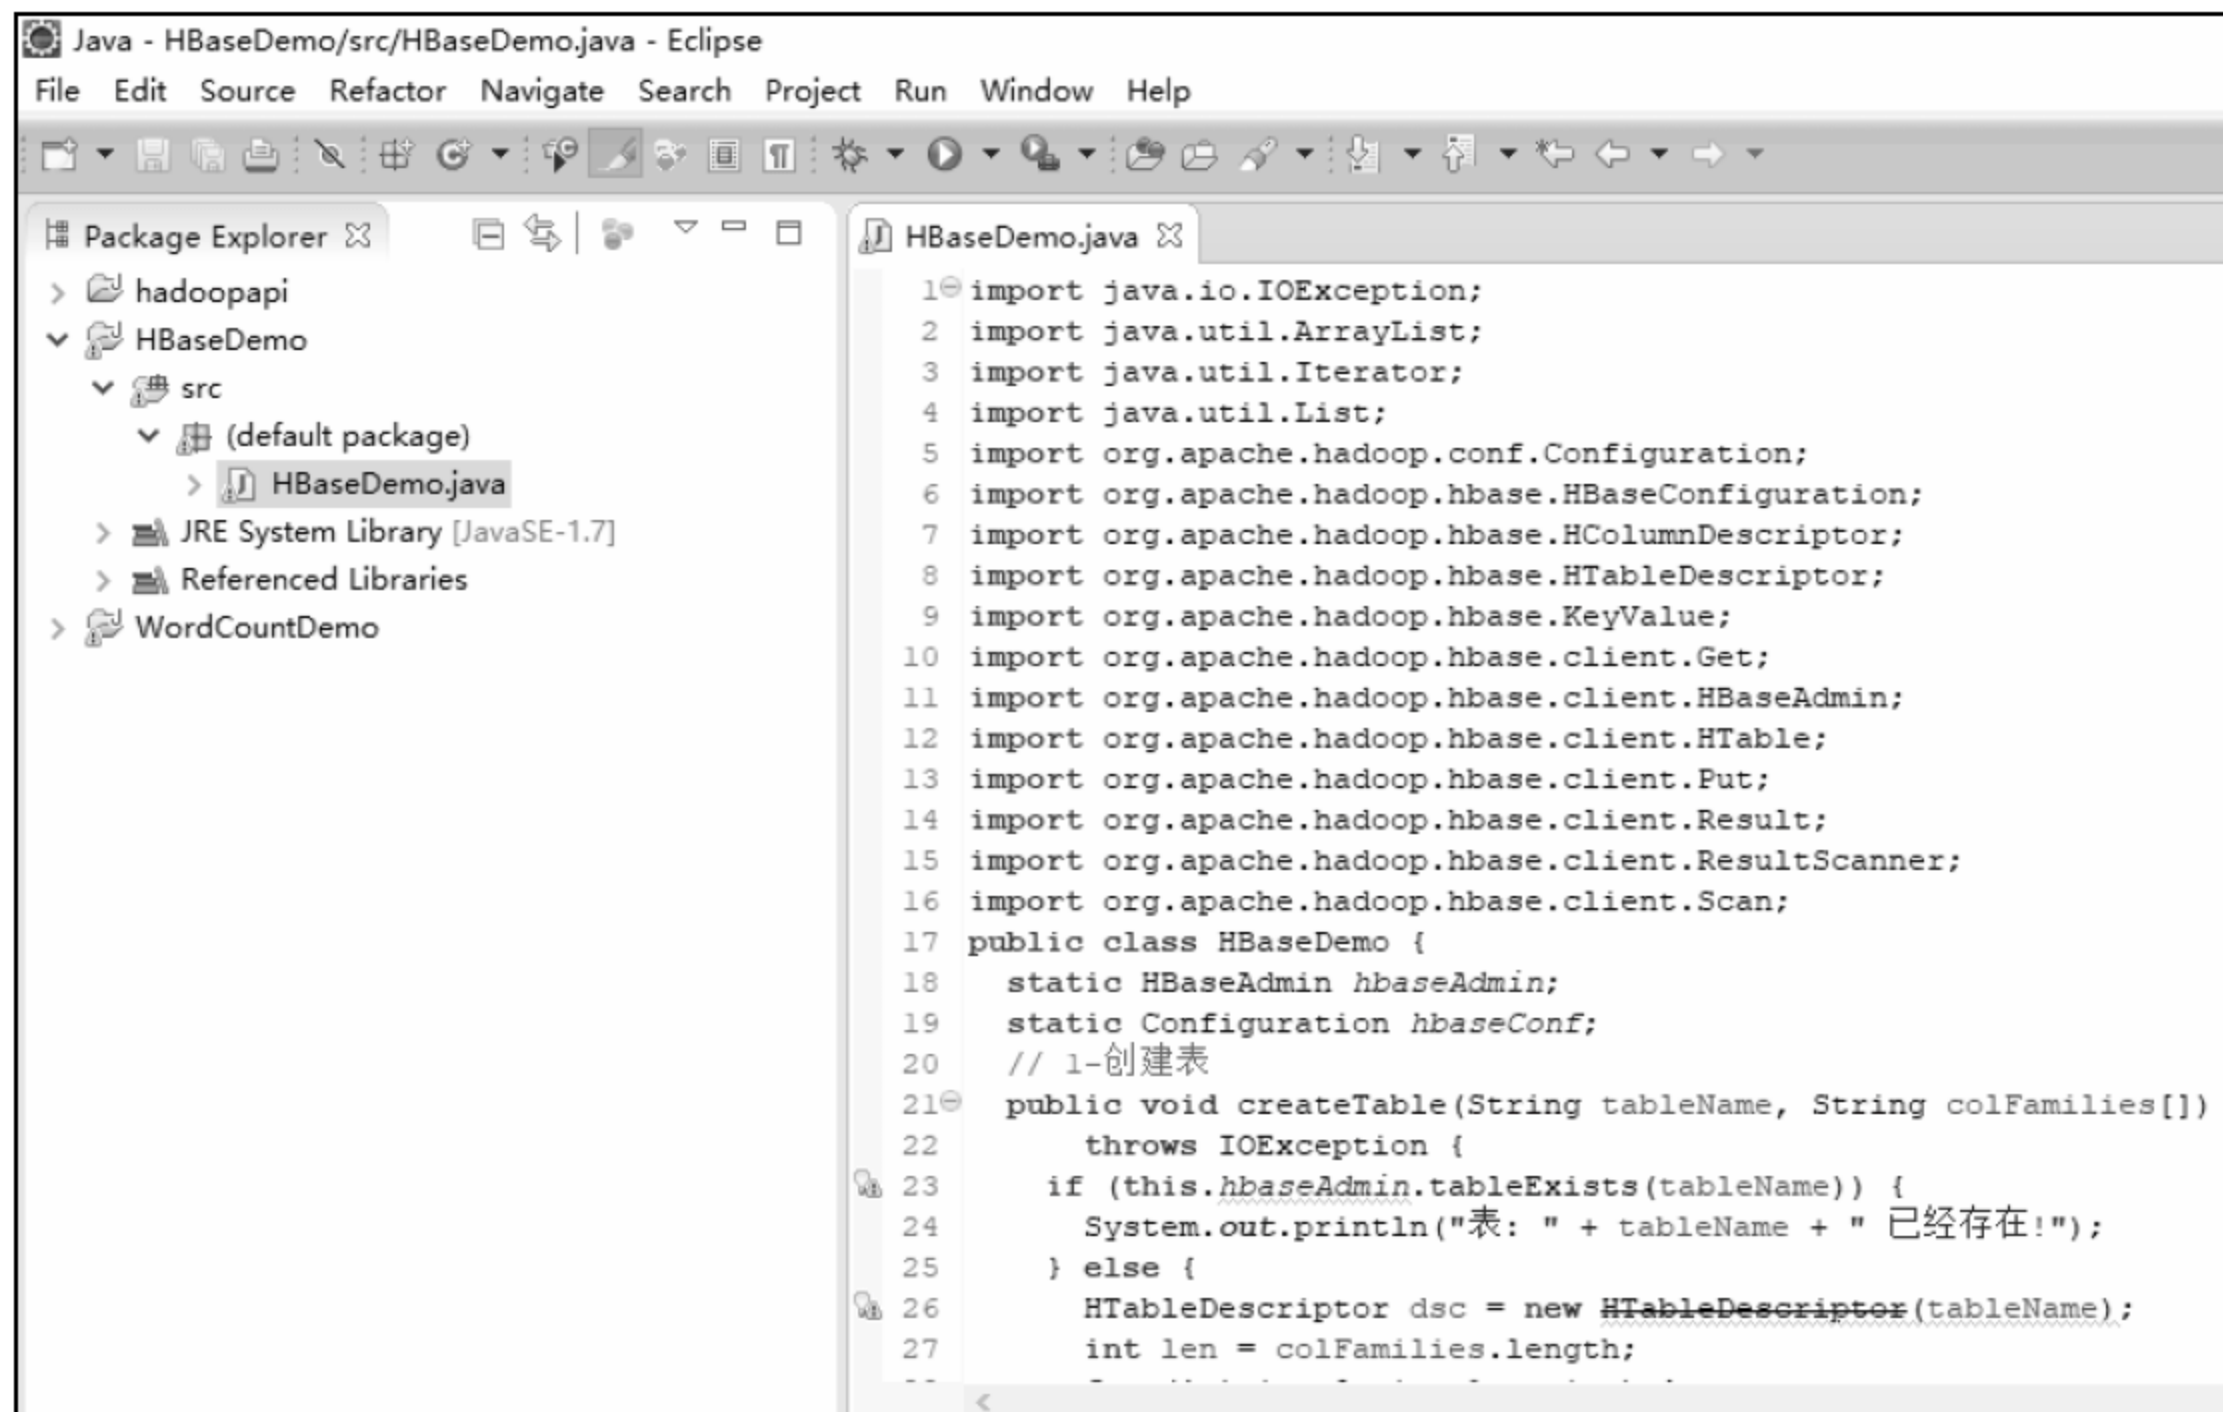 Java - HBaseDemo/src/HBaseDemo.java - Eclipse
File Edit Source Refactor Navigate Search Project Run Window Help
Package Explorer
hadoopapi
HBaseDemo
src
(default package)
HBaseDemo.java
JRE System Library [JavaSE-1.7]
Referenced Libraries
WordCountDemo
HBaseDemo.java
1 import java.io.IOException;
2 import java.util.ArrayList;
3 import java.util.Iterator;
4 import java.util.List;
5 import org.apache.hadoop.conf.Configuration;
6 import org.apache.hadoop.hbase.HBaseConfiguration;
7 import org.apache.hadoop.hbase.HColumnDescriptor;
8 import org.apache.hadoop.hbase.HTableDescriptor;
9 import org.apache.hadoop.hbase.KeyValue;
10 import org.apache.hadoop.hbase.client.Get;
11 import org.apache.hadoop.hbase.client.HBaseAdmin;
12 import org.apache.hadoop.hbase.client.HTable;
13 import org.apache.hadoop.hbase.client.Put;
14 import org.apache.hadoop.hbase.client.Result;
15 import org.apache.hadoop.hbase.client.ResultScanner;
16 import org.apache.hadoop.hbase.client.Scan;
17 public class HBaseDemo {
18 static HBaseAdmin hbaseAdmin;
19 static Configuration hbaseConf;
20 // 1-创建表
21 public void createTable(String tableName, String colFamilies[])
22 throws IOException {
23 if (this.hbaseAdmin.tableExists(tableName)) {
24 System.out.println("表: " + tableName + " 已经存在!");
25 } else {
26 HTableDescriptor dsc = new HTableDescriptor(tableName);
27 int len = colFamilies.length;